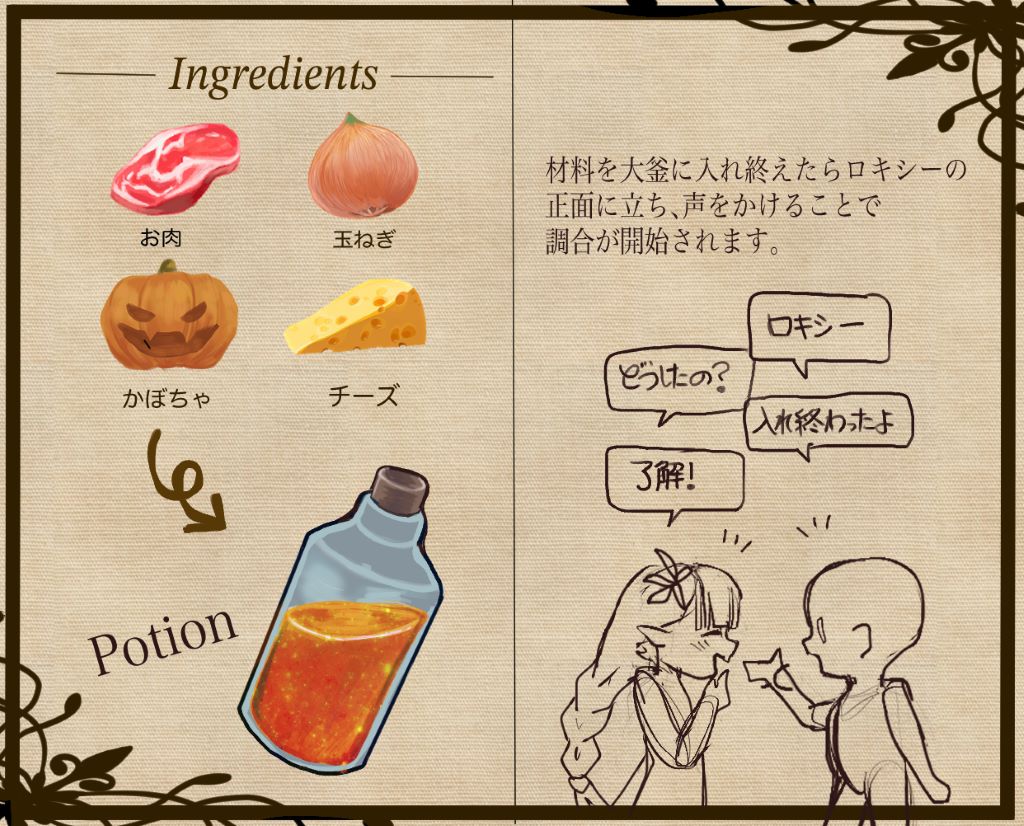 Ingredients
お肉
玉ねぎ
かぼちゃ
チーズ
Potion
材料を大釜に入れ終えたらロキシーの
正面に立ち、声をかけることで
調合が開始されます。
ロキシー
どうしたの?
入れ終わったよ
了解!